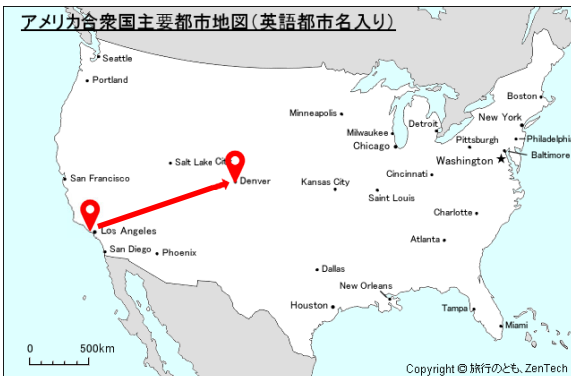 アメリカ合衆国主要都市地図(英語都市名入り)
Seattle
Portland
Boston
Minneapolis
New York
Detroit
Milwaukee
Chicago
Pittsburgh
Philadelphia
Baltimore
Washington
Salt Lake City
Denver
San Francisco
Kansas City
Cincinnati
Saint Louis
Charlotte
Los Angeles
Atlanta
San Diego
Phoenix
Dallas
New Orleans
Houston
Tampa
Miami
0 500km
Copyright © 旅行のとも、ZenTech